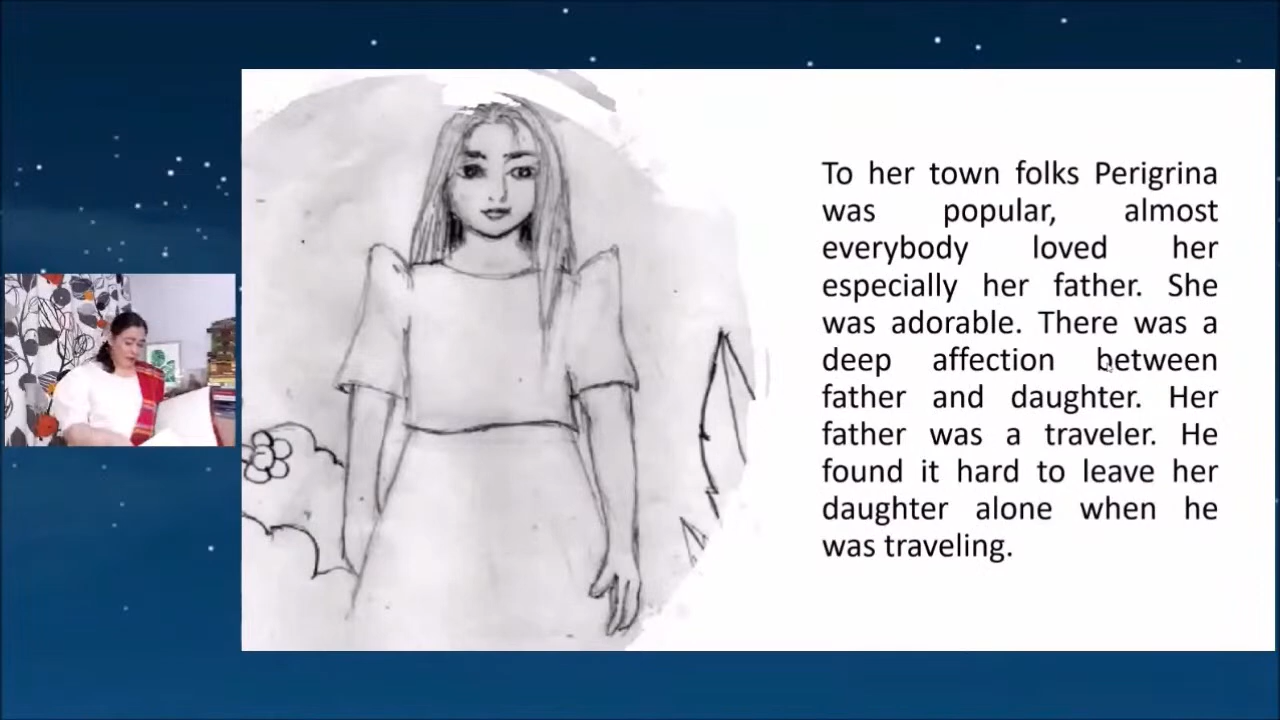 To her town folks Perigrina
was popular, almost
everybody loved her
especially her father. She
was adorable. There was a
deep affection between
father and daughter. Her
father was a traveler. He
found it hard to leave her
daughter alone when he
was traveling.